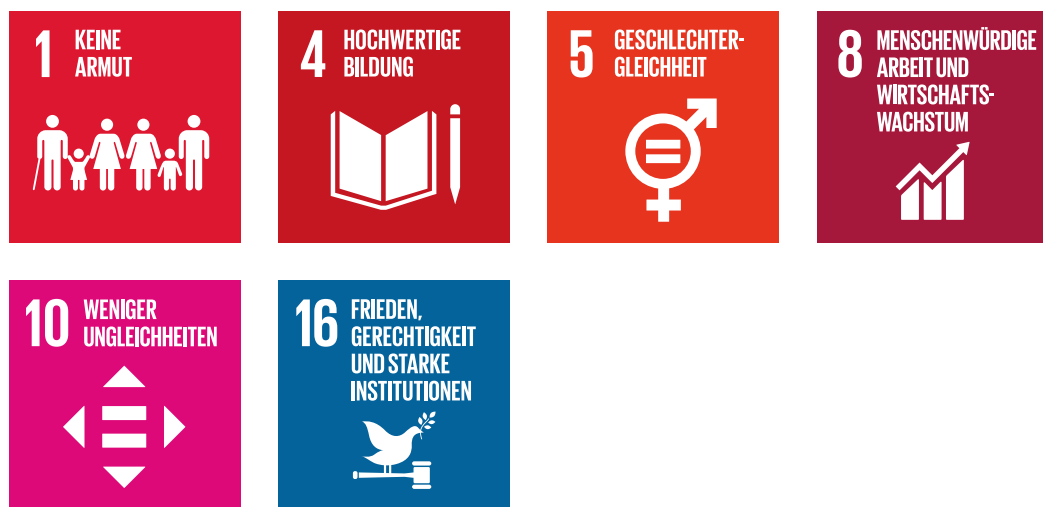 1 KEINE
ARMUT
4 HOCHWERTIGE
BILDUNG
5 GESCHLECHTER-
GLEICHHEIT
8 MENSCHENWÜRDIGE
ARBEIT UND
WIRTSCHAFTS-
WACHSTUM
10 WENIGER
UNGLEICHHEITEN
16 FRIEDEN,
GERECHTIGKEIT
UND STARKE
INSTITUTIONEN